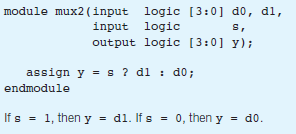 module mux2(input logic [3:0] d0, d1,
input logic s,
output logic [3:0] y);
assign y = s ? d1 : d0;
endmodule
If s = 1, then y = d1. If s = 0, then y = d0.